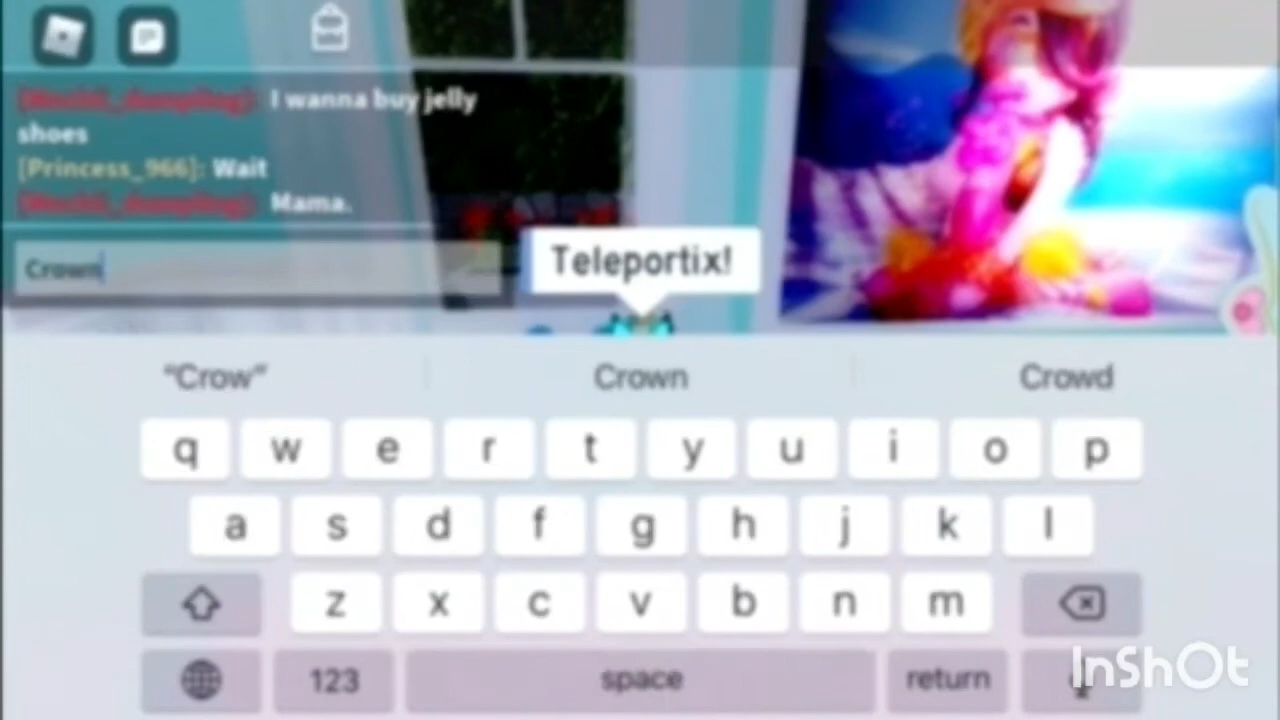 I wanna buy jelly
shoes
[Princess_966]: Wait
Mama.
Crown
Teleportix!
"Crow" Crown Crowd
q w e r t y u i o p
a s d f g h j k l
z x c v b n m
123 space return
InShOt